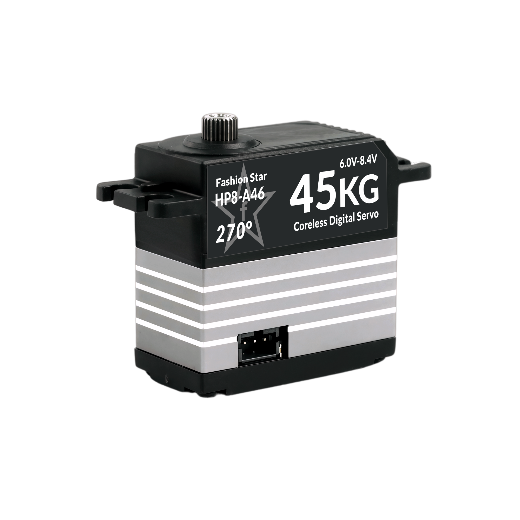 6.0V-8.4V
Fashion Star
HP8-A46
45KG
270°
Coreless Digital Servo